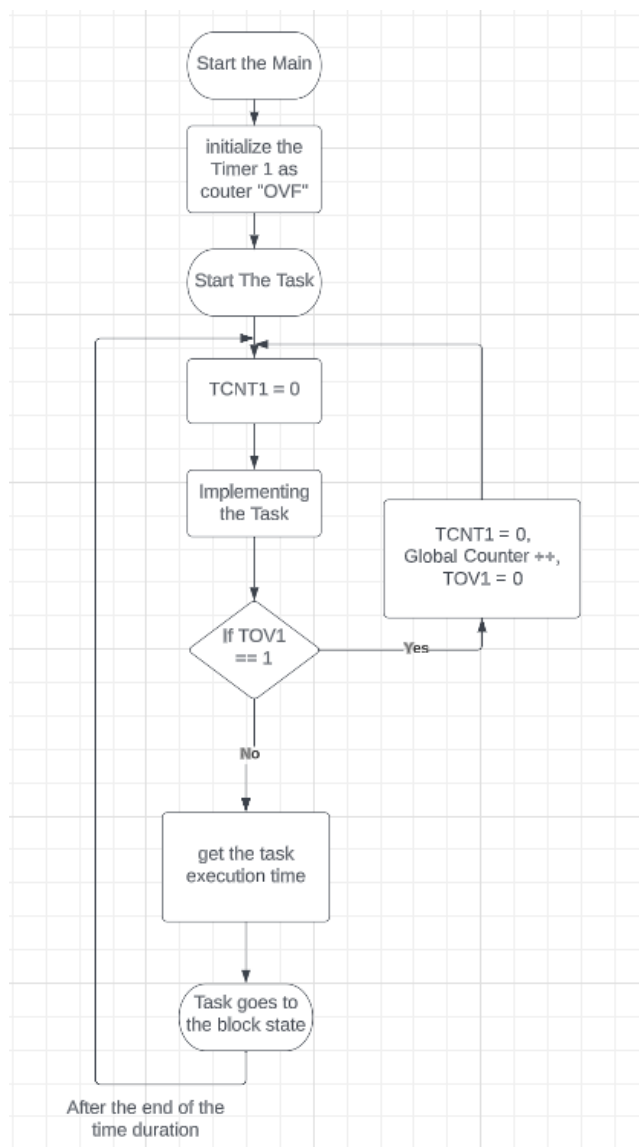 Start the Main
initialize the
Timer 1 as
couter "OVF"
Start The Task
TCNT1 = 0
Implementing
the Task
TCNT1 = 0,
Global Counter ++,
TOV1 = 0
If TOV1
== 1
Yes
No
get the task
execution time
Task goes to
the block state
After the end of the
time duration